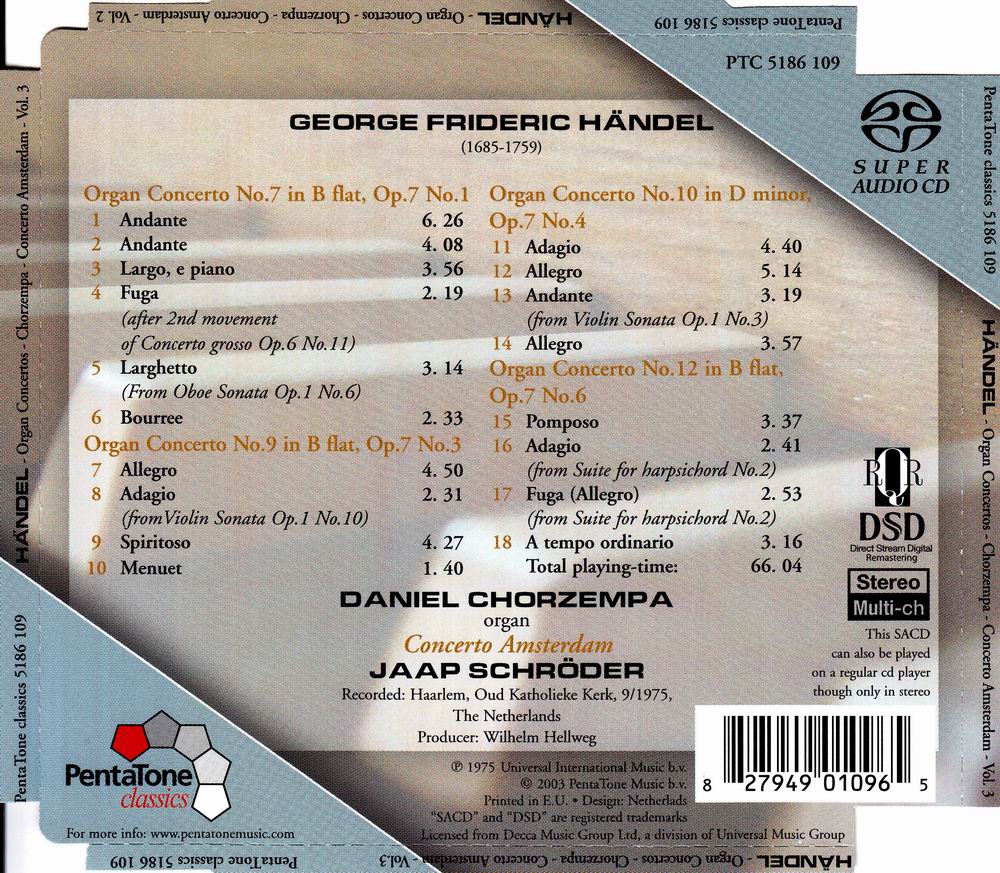 HÄNDEL - Organ Concertos - Chorzempa - Concerto Amsterdam - Vol. 2
PentaTone classics 5186 109
PTC 5186 109
SUPER
AUDIO CD
GEORGE FRIDERIC HÄNDEL
(1685-1759)
Organ Concerto No.7 in B flat, Op.7 No.1
1 Andante 6. 26
2 Andante 4. 08
3 Largo, e piano 3. 56
4 Fuga 2. 19
(after 2nd movement
of Concerto grosso Op.6 No.11)
5 Larghetto 3. 14
(From Oboe Sonata Op.1 No.6)
6 Bourree 2. 33
Organ Concerto No.9 in B flat, Op.7 No.3
7 Allegro 4. 50
8 Adagio 2. 31
(fromViolin Sonata Op.1 No.10)
9 Spiritoso 4. 27
10 Menuet 1. 40
Organ Concerto No.10 in D minor,
Op.7 No.4
11 Adagio 4. 40
12 Allegro 5. 14
13 Andante 3. 19
(from Violin Sonata Op.1 No.3)
14 Allegro 3. 57
Organ Concerto No.12 in B flat,
Op.7 No.6
15 Pomposo 3. 37
16 Adagio 2. 41
(from Suite for harpsichord No.2)
17 Fuga (Allegro) 2. 53
(from Suite for harpsichord No.2)
18 A tempo ordinario 3. 16
Total playing-time: 66. 04
DANIEL CHORZEMPA
organ
Concerto Amsterdam
JAAP SCHRÖDER
Recorded: Haarlem, Oud Katholieke Kerk, 9/1975,
The Netherlands
Producer: Wilhelm Hellweg
RQR
DSD
Direct Stream Digital
Remastering
Stereo
Multi-ch
This SACD
can also be played
on a regular cd player
though only in stereo
8 27949 01096 5
℗ 1975 Universal International Music b.v.
© 2003 PentaTone Music b.v.
Printed in E.U. • Design: Netherlads
"SACD" and "DSD" are registered trademarks
Licensed from Decca Music Group Ltd, a division of Universal Music Group
PentaTone
classics
For more info: www.pentatonemusic.com
HÄNDEL - Organ Concertos - Chorzempa - Concerto Amsterdam - Vol. 3
PentaTone classics 5186 109
PentaTone classics 5186 109
HÄNDEL - Organ Concertos - Chorzempa - Concerto Amsterdam - Vol. 3
PentaTone classics 5186 109
HÄNDEL - Organ Concertos - Chorzempa - Concerto Amsterdam - Vol.3